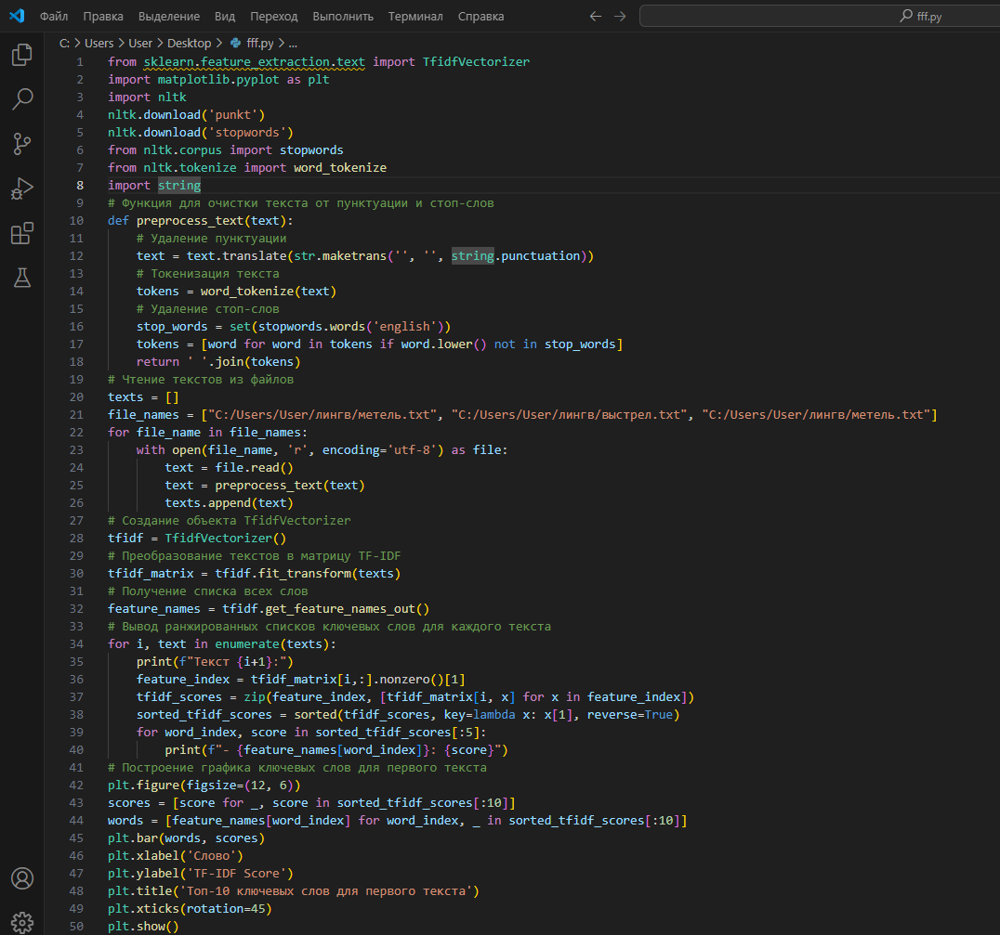 Файл Правка Выделение Вид Переход Выполнить Терминал Справка fff.py
C: > Users > User > Desktop > fff.py > ...
1 from sklearn.feature_extraction.text import TfidfVectorizer
2 import matplotlib.pyplot as plt
3 import nltk
4 nltk.download('punkt')
5 nltk.download('stopwords')
6 from nltk.corpus import stopwords
7 from nltk.tokenize import word_tokenize
8 import string
9 # Функция для очистки текста от пунктуации и стоп-слов
10 def preprocess_text(text):
11     # Удаление пунктуации
12     text = text.translate(str.maketrans('', '', string.punctuation))
13     # Токенизация текста
14     tokens = word_tokenize(text)
15     # Удаление стоп-слов
16     stop_words = set(stopwords.words('english'))
17     tokens = [word for word in tokens if word.lower() not in stop_words]
18     return ' '.join(tokens)
19 # Чтение текстов из файлов
20 texts = []
21 file_names = ["C:/Users/User/лингв/метель.txt", "C:/Users/User/лингв/выстрел.txt", "C:/Users/User/лингв/метель.txt"]
22 for file_name in file_names:
23     with open(file_name, 'r', encoding='utf-8') as file:
24         text = file.read()
25         text = preprocess_text(text)
26         texts.append(text)
27 # Создание объекта TfidfVectorizer
28 tfidf = TfidfVectorizer()
29 # Преобразование текстов в матрицу TF-IDF
30 tfidf_matrix = tfidf.fit_transform(texts)
31 # Получение списка всех слов
32 feature_names = tfidf.get_feature_names_out()
33 # Вывод ранжированных списков ключевых слов для каждого текста
34 for i, text in enumerate(texts):
35     print(f"Текст {i+1}:")
36     feature_index = tfidf_matrix[i,:].nonzero()[1]
37     tfidf_scores = zip(feature_index, [tfidf_matrix[i, x] for x in feature_index])
38     sorted_tfidf_scores = sorted(tfidf_scores, key=lambda x: x[1], reverse=True)
39     for word_index, score in sorted_tfidf_scores[:5]:
40         print(f"- {feature_names[word_index]}: {score}")
41 # Построение графика ключевых слов для первого текста
42 plt.figure(figsize=(12, 6))
43 scores = [score for _, score in sorted_tfidf_scores[:10]]
44 words = [feature_names[word_index] for word_index, _ in sorted_tfidf_scores[:10]]
45 plt.bar(words, scores)
46 plt.xlabel('Слово')
47 plt.ylabel('TF-IDF Score')
48 plt.title('Топ-10 ключевых слов для первого текста')
49 plt.xticks(rotation=45)
50 plt.show()